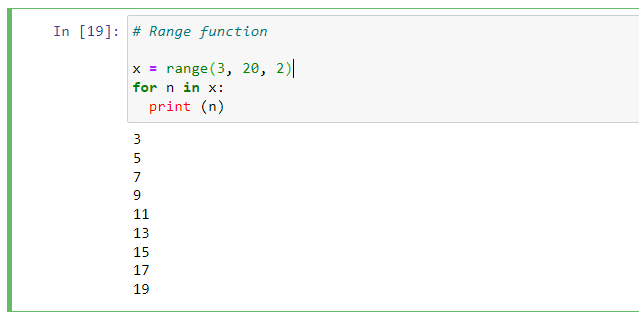 In [19]: # Range function
x = range(3, 20, 2)
for n in x:
  print (n)
3
5
7
9
11
13
15
17
19